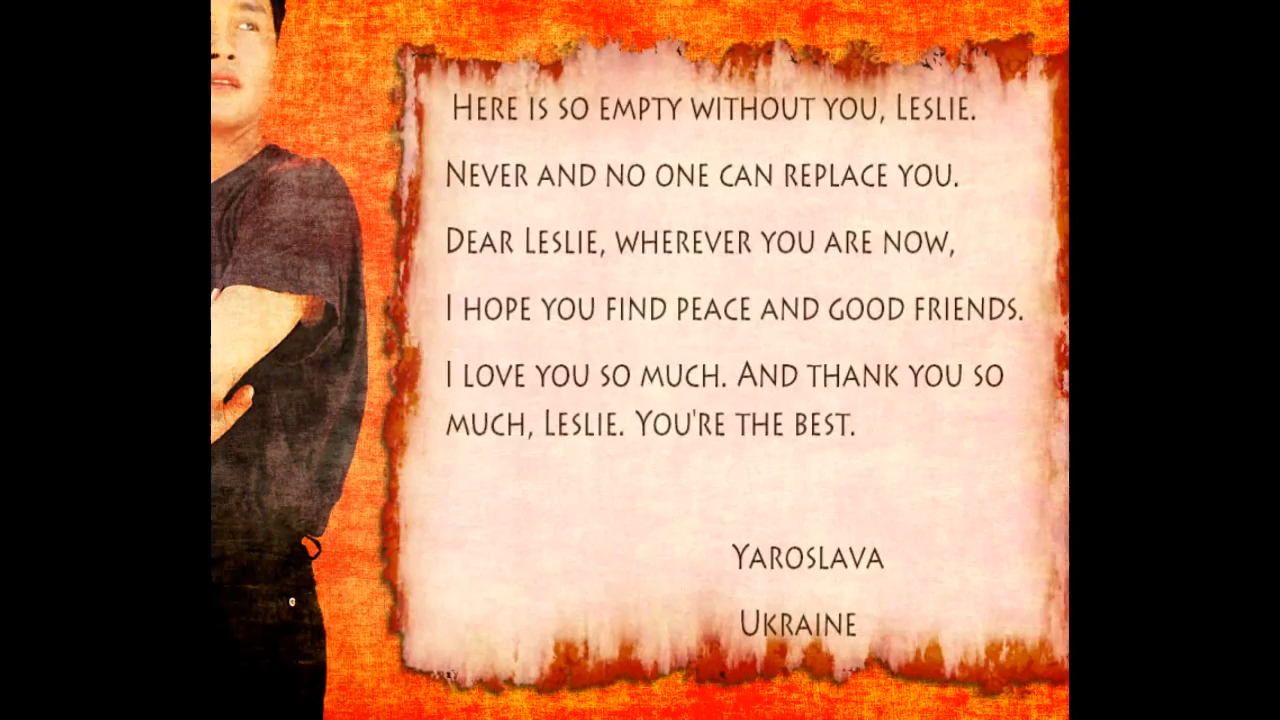 Here is so empty without you, Leslie.
Never and no one can replace you.
Dear Leslie, wherever you are now,
I hope you find peace and good friends.
I love you so much. And thank you so
much, Leslie. You're the best.
Yaroslava
Ukraine